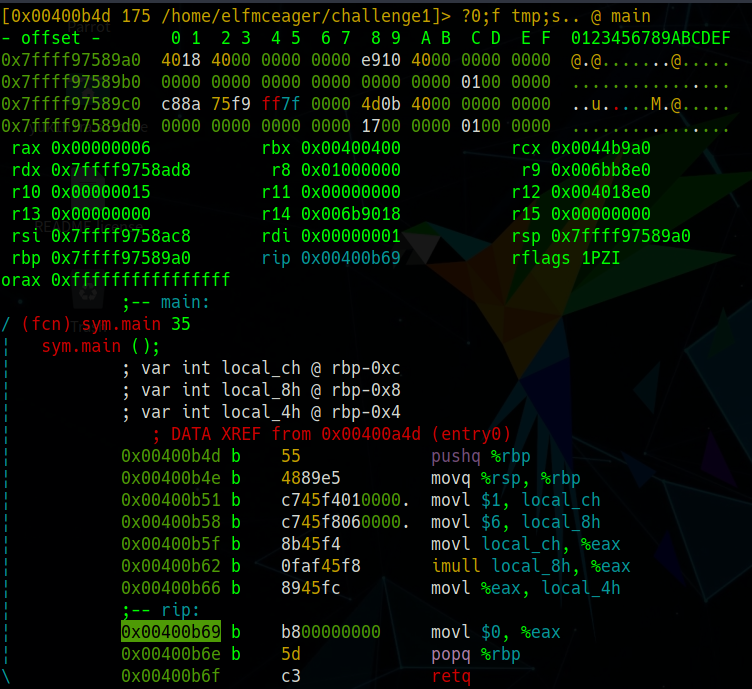 [0x00400b4d 175 /home/elfmceager/challenge1]> ?0;f tmp;s.. @ main
- offset -       0 1  2 3  4 5  6 7  8 9  A B  C D  E F  0123456789ABCDEF
0x7ffff97589a0  4018 4000 0000 0000 e910 4000 0000 0000  @.@.......@.....
0x7ffff97589b0  0000 0000 0000 0000 0000 0000 0100 0000  ................
0x7ffff97589c0  c88a 75f9 ff7f 0000 4d0b 4000 0000 0000  ..u.....M.@.....
0x7ffff97589d0  0000 0000 0000 0000 1700 0000 0100 0000  ................
rax 0x00000006 rbx 0x00400400 rcx 0x0044b9a0
rdx 0x7ffff9758ad8 r8 0x01000000 r9 0x006bb8e0
r10 0x00000015 r11 0x00000000 r12 0x004018e0
r13 0x00000000 r14 0x006b9018 r15 0x00000000
rsi 0x7ffff9758ac8 rdi 0x00000001 rsp 0x7ffff97589a0
rbp 0x7ffff97589a0 rip 0x00400b69 rflags 1PZI
orax 0xffffffffffffffff
;-- main:
/ (fcn) sym.main 35
|   sym.main ();
|           ; var int local_ch @ rbp-0xc
|           ; var int local_8h @ rbp-0x8
|           ; var int local_4h @ rbp-0x4
|              ; DATA XREF from 0x00400a4d (entry0)
|           0x00400b4d b    55             pushq %rbp
|           0x00400b4e b    4889e5         movq %rsp, %rbp
|           0x00400b51 b    c745f4010000.  movl $1, local_ch
|           0x00400b58 b    c745f8060000.  movl $6, local_8h
|           0x00400b5f b    8b45f4         movl local_ch, %eax
|           0x00400b62 b    0faf45f8       imull local_8h, %eax
|           0x00400b66 b    8945fc         movl %eax, local_4h
|           ;-- rip:
|           0x00400b69 b    b800000000     movl $0, %eax
|           0x00400b6e b    5d             popq %rbp
\           0x00400b6f b    c3             retq